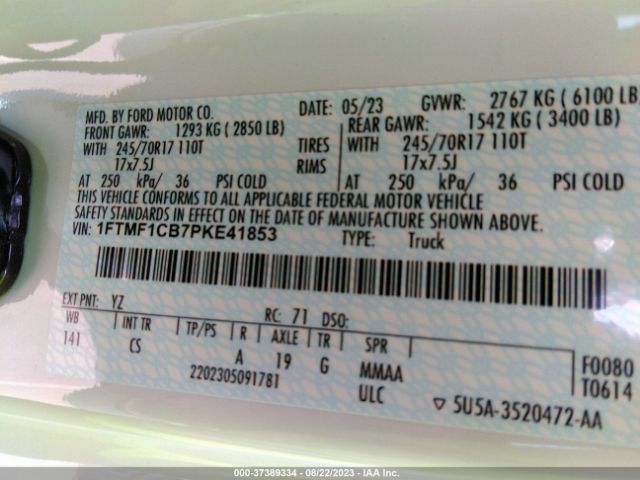 MFD. BY FORD MOTOR CO. DATE: 05/23 GVWR: 2767 KG ( 6100 LB)
FRONT GAWR: 1293 KG ( 2850 LB) REAR GAWR: 1542 KG ( 3400 LB)
WITH 245/70R17 110T TIRES WITH 245/70R17 110T
17x7.5J RIMS 17x7.5J
AT 250 kPa/ 36 PSI COLD AT 250 kPa/ 36 PSI COLD
THIS VEHICLE CONFORMS TO ALL APPLICABLE FEDERAL MOTOR VEHICLE
SAFETY STANDARDS IN EFFECT ON THE DATE OF MANUFACTURE SHOWN ABOVE.
VIN: 1FTMF1CB7PKE41853 TYPE: Truck
EXT PNT: YZ RC: 71 DSO:
WB INT TR TP/PS R AXLE TR SPR
141 CS A 19 G MMAA F0080
2202305091781 ULC T0614
▽ 5U5A-3520472-AA
000-37389334 - 08/22/2023 - IAA Inc.